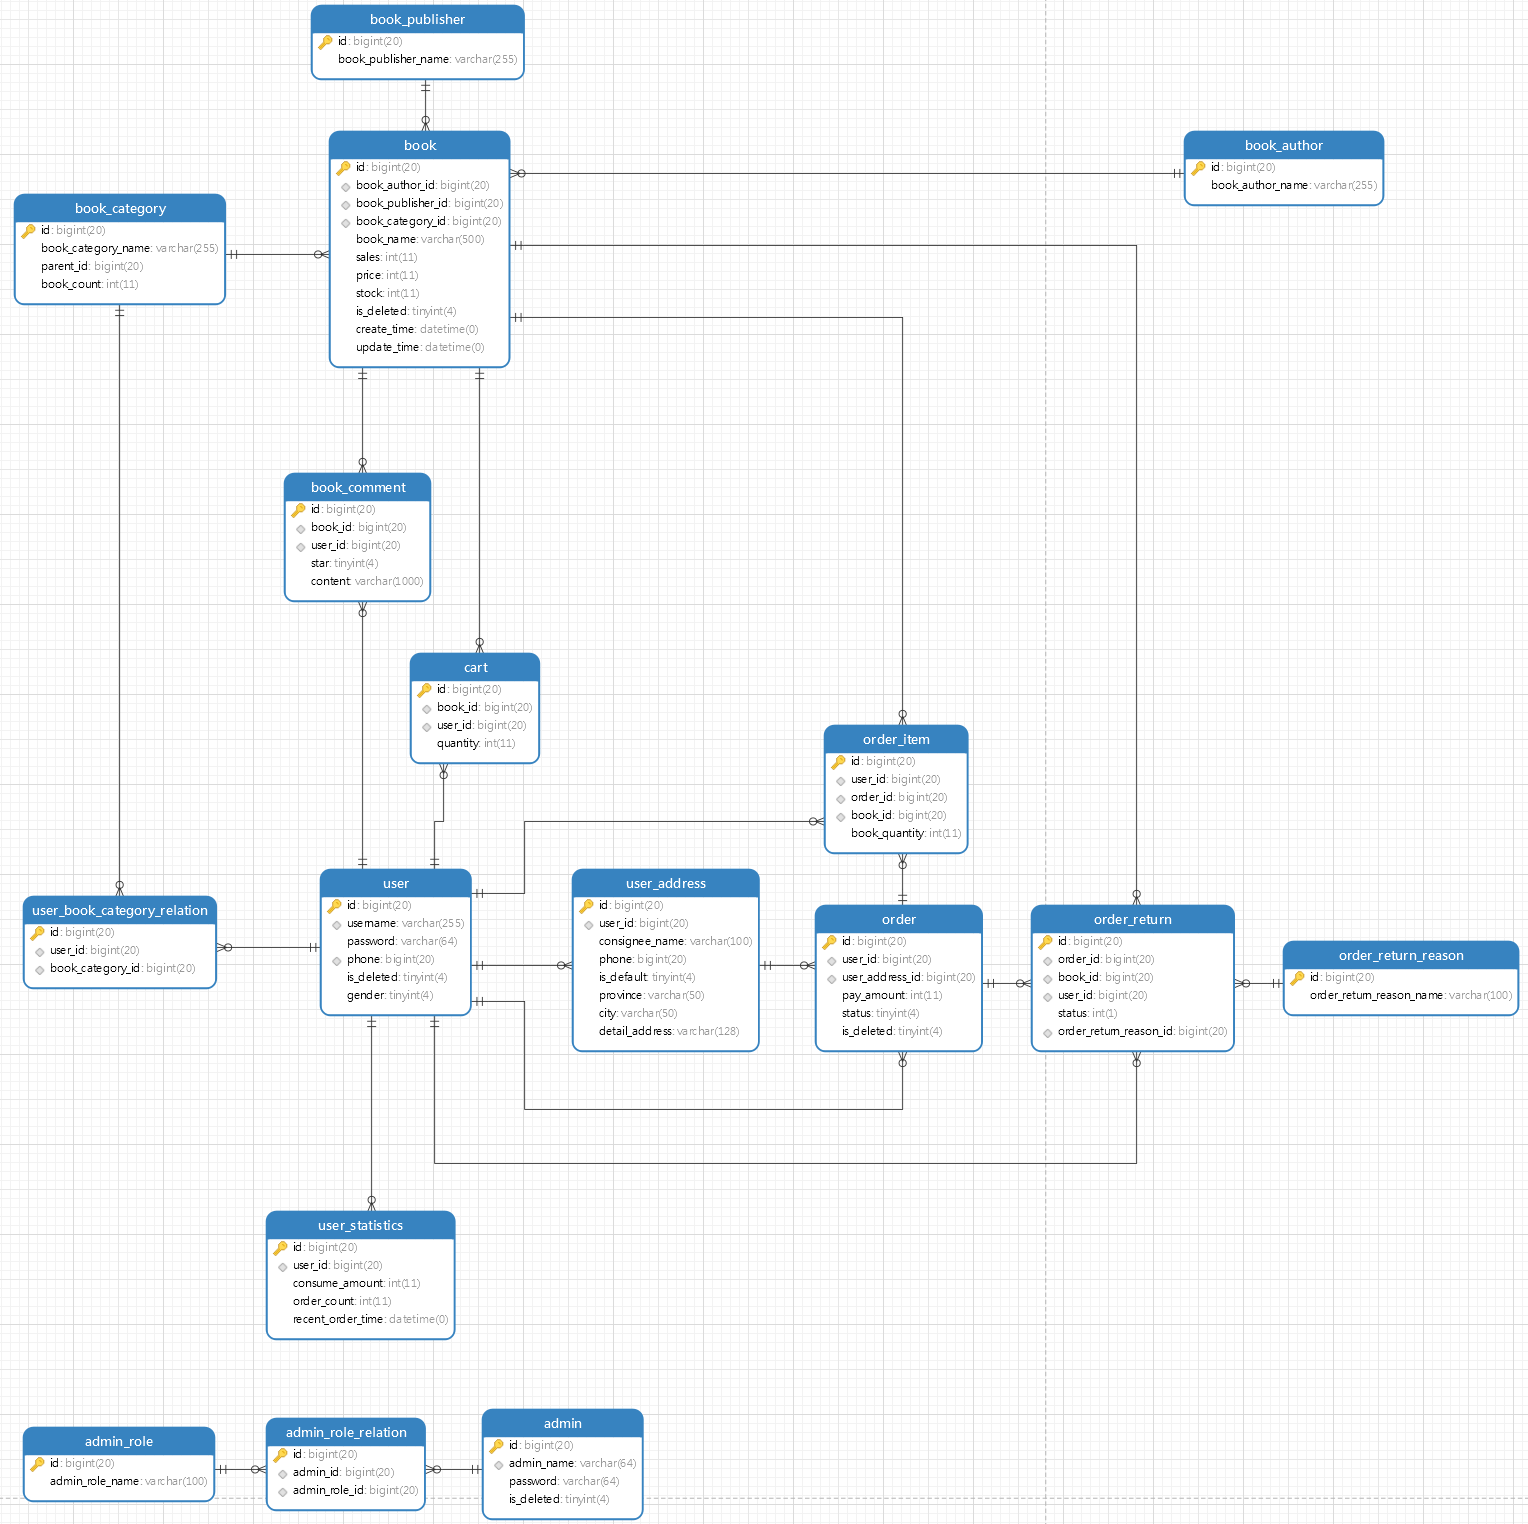 book_publisher
id: bigint(20)
book_publisher_name: varchar(255)
book
id: bigint(20)
book_author_id: bigint(20)
book_publisher_id: bigint(20)
book_category_id: bigint(20)
book_name: varchar(500)
sales: int(11)
price: int(11)
stock: int(11)
is_deleted: tinyint(4)
create_time: datetime(0)
update_time: datetime(0)
book_author
id: bigint(20)
book_author_name: varchar(255)
book_category
id: bigint(20)
book_category_name: varchar(255)
parent_id: bigint(20)
book_count: int(11)
book_comment
id: bigint(20)
book_id: bigint(20)
user_id: bigint(20)
star: tinyint(4)
content: varchar(1000)
cart
id: bigint(20)
book_id: bigint(20)
user_id: bigint(20)
quantity: int(11)
order_item
id: bigint(20)
user_id: bigint(20)
order_id: bigint(20)
book_id: bigint(20)
book_quantity: int(11)
user_book_category_relation
id: bigint(20)
user_id: bigint(20)
book_category_id: bigint(20)
user
id: bigint(20)
username: varchar(255)
password: varchar(64)
phone: bigint(20)
is_deleted: tinyint(4)
gender: tinyint(4)
user_address
id: bigint(20)
user_id: bigint(20)
consignee_name: varchar(100)
phone: bigint(20)
is_default: tinyint(4)
province: varchar(50)
city: varchar(50)
detail_address: varchar(128)
order
id: bigint(20)
user_id: bigint(20)
user_address_id: bigint(20)
pay_amount: int(11)
status: tinyint(4)
is_deleted: tinyint(4)
order_return
id: bigint(20)
order_id: bigint(20)
book_id: bigint(20)
user_id: bigint(20)
status: int(1)
order_return_reason_id: bigint(20)
order_return_reason
id: bigint(20)
order_return_reason_name: varchar(100)
user_statistics
id: bigint(20)
user_id: bigint(20)
consume_amount: int(11)
order_count: int(11)
recent_order_time: datetime(0)
admin_role
id: bigint(20)
admin_role_name: varchar(100)
admin_role_relation
id: bigint(20)
admin_id: bigint(20)
admin_role_id: bigint(20)
admin
id: bigint(20)
admin_name: varchar(64)
password: varchar(64)
is_deleted: tinyint(4)